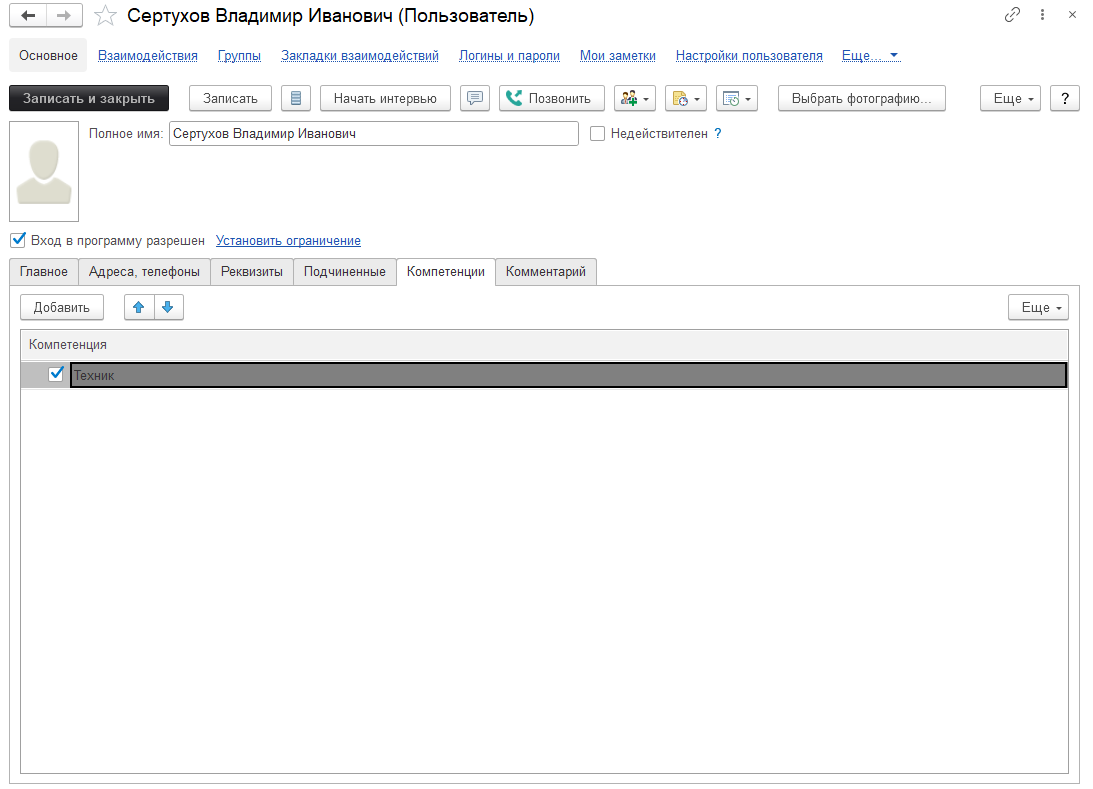 Сертухов Владимир Иванович (Пользователь)
Основное Взаимодействия Группы Закладки взаимодействий Логины и пароли Мои заметки Настройки пользователя Еще...
Записать и закрыть Записать Начать интервью Позвонить Выбрать фотографию... Еще ?
Полное имя: Сертухов Владимир Иванович Недействителен ?
Вход в программу разрешен Установить ограничение
Главное Адреса, телефоны Реквизиты Подчиненные Компетенции Комментарий
Добавить Еще
Компетенция
Техник